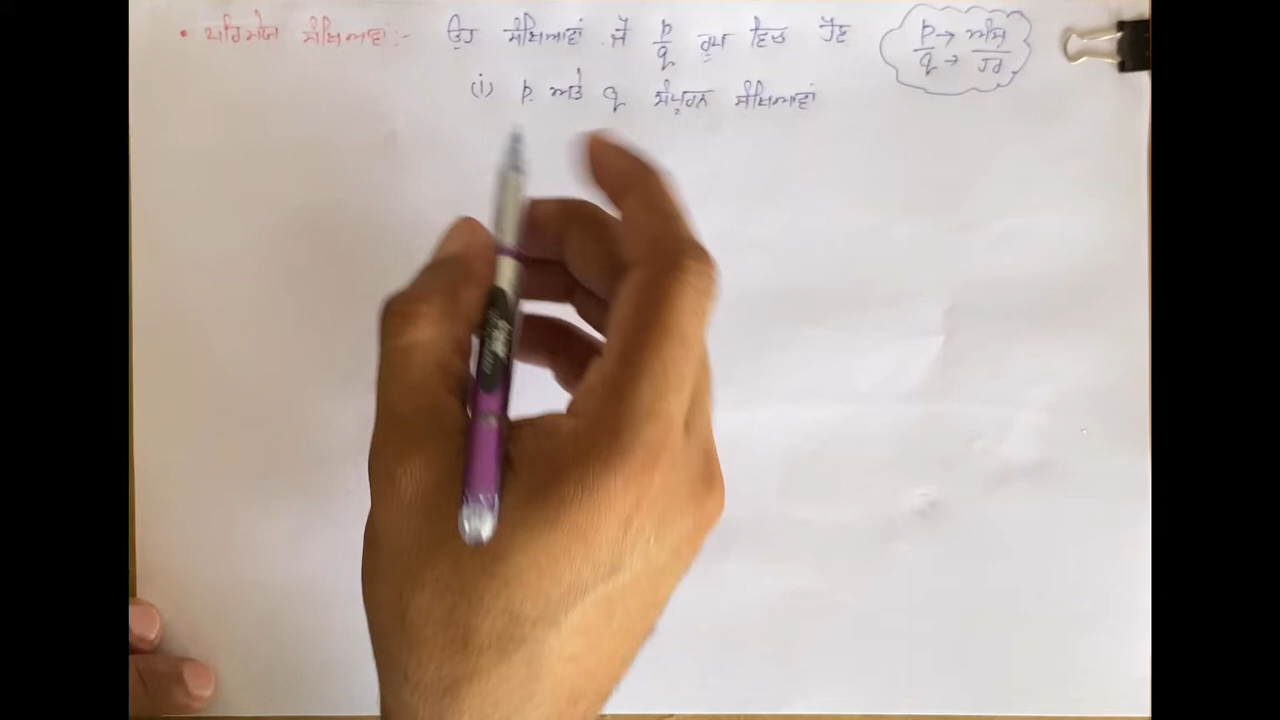 • ਪਰਿਮੇਯ ਸੰਖਿਆਵਾਂ :- ਉਹ ਸੰਖਿਆਵਾਂ ਜੋ p/q ਰੂਪ ਵਿਚ ਹੋਣ
p → ਅੰਸ਼
q → ਹਰ
(i) p ਅਤੇ q ਸੰਪੂਰਨ ਸੰਖਿਆਵਾਂ